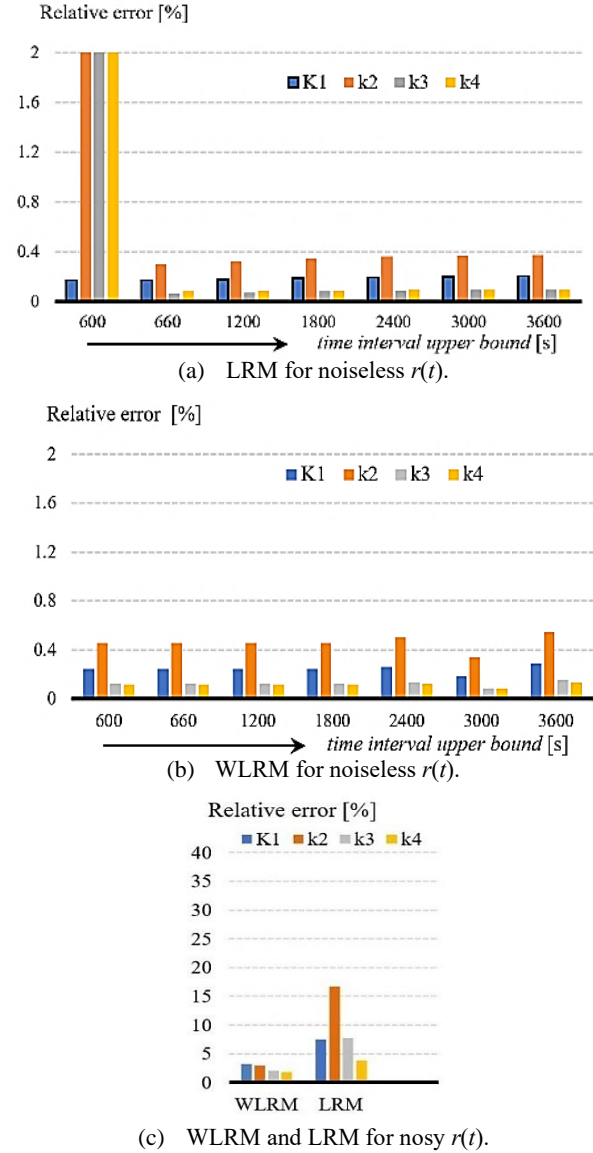 Relative error [%]
2
K1 k2 k3 k4
1.6
1.2
0.8
0.4
0
600 660 1200 1800 2400 3000 3600
time interval upper bound [s]
(a) LRM for noiseless r(t).
Relative error [%]
2
K1 k2 k3 k4
1.6
1.2
0.8
0.4
0
600 660 1200 1800 2400 3000 3600
time interval upper bound [s]
(b) WLRM for noiseless r(t).
Relative error [%]
K1 k2 k3 k4
40
35
30
25
20
15
10
5
0
WLRM LRM
(c) WLRM and LRM for nosy r(t).